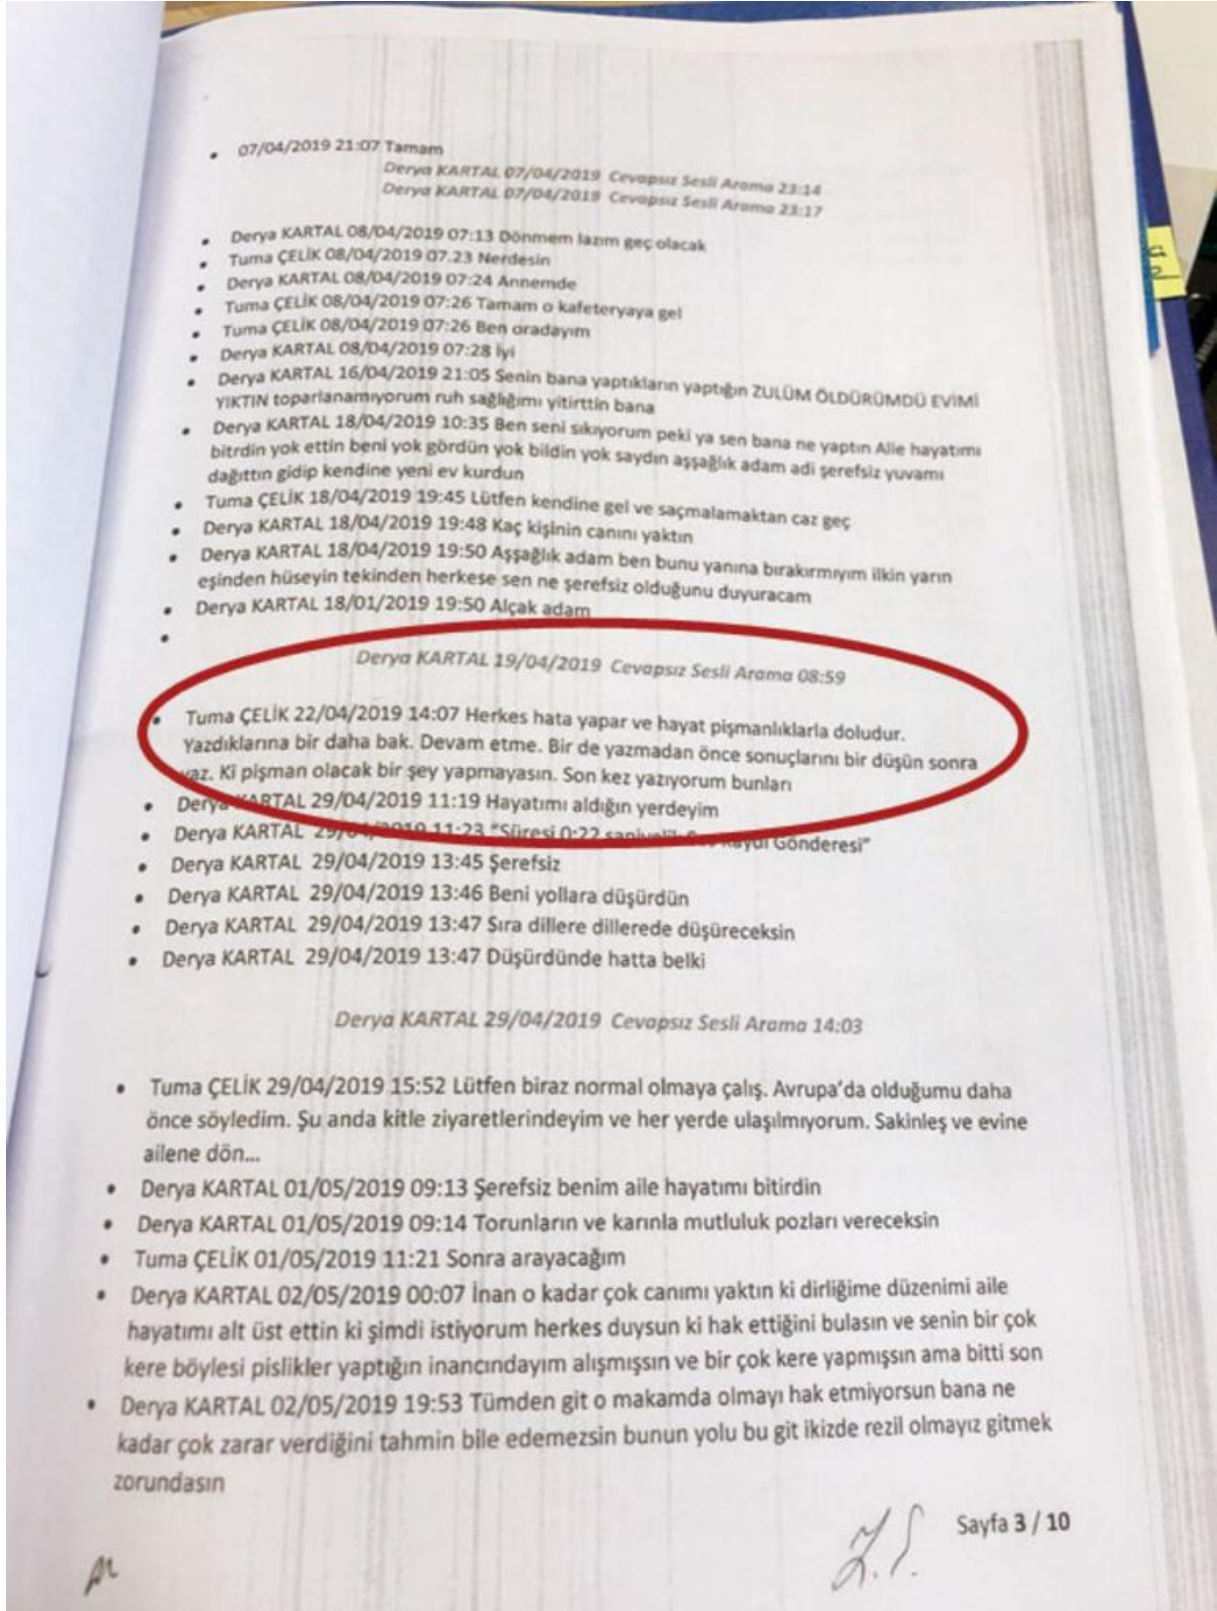 • 07/04/2019 21:07 Tamam
Derya KARTAL 07/04/2019 Cevapsız Sesli Arama 23:14
Derya KARTAL 07/04/2019 Cevapsız Sesli Arama 23:17
• Derya KARTAL 08/04/2019 07:13 Dönmem lazım geç olacak
• Tuma ÇELİK 08/04/2019 07.23 Nerdesin
• Derya KARTAL 08/04/2019 07:24 Annemde
• Tuma ÇELİK 08/04/2019 07:26 Tamam o kafeteryaya gel
• Tuma ÇELİK 08/04/2019 07:26 Ben oradayım
• Derya KARTAL 08/04/2019 07:28 İyi
• Derya KARTAL 16/04/2019 21:05 Senin bana yaptıkların yaptığın ZULÜM ÖLDÜRÜMDÜ EVİMİ
YIKTIN toparlanamıyorum ruh sağlığımı yitirttin bana
• Derya KARTAL 18/04/2019 10:35 Ben seni sıkıyorum peki ya sen bana ne yaptın Alie hayatımı
bitrdin yok ettin beni yok gördün yok bildin yok saydın aşşağlık adam adi şerefsiz yuvamı
dağıttın gidip kendine yeni ev kurdun
• Tuma ÇELİK 18/04/2019 19:45 Lütfen kendine gel ve saçmalamaktan caz geç
• Derya KARTAL 18/04/2019 19:48 Kaç kişinin canını yaktın
• Derya KARTAL 18/04/2019 19:50 Aşşağlık adam ben bunu yanına bırakırmıyım ilkin yarın
eşinden hüseyin tekinden herkese sen ne şerefsiz olduğunu duyuracam
• Derya KARTAL 18/01/2019 19:50 Alçak adam
•
Derya KARTAL 19/04/2019 Cevapsız Sesli Arama 08:59
• Tuma ÇELİK 22/04/2019 14:07 Herkes hata yapar ve hayat pişmanlıklarla doludur.
Yazdıklarına bir daha bak. Devam etme. Bir de yazmadan önce sonuçlarını bir düşün sonra
yaz. Ki pişman olacak bir şey yapmayasın. Son kez yazıyorum bunları
• Derya KARTAL 29/04/2019 11:19 Hayatımı aldığın yerdeyim
• Derya KARTAL 29/04/2019 11:23 "Süresi 0:22 saniyelik Kaydı Gönderesi"
• Derya KARTAL 29/04/2019 13:45 Şerefsiz
• Derya KARTAL 29/04/2019 13:46 Beni yollara düşürdün
• Derya KARTAL 29/04/2019 13:47 Sıra dillere dillerede düşüreceksin
• Derya KARTAL 29/04/2019 13:47 Düşürdünde hatta belki
Derya KARTAL 29/04/2019 Cevapsız Sesli Arama 14:03
• Tuma ÇELİK 29/04/2019 15:52 Lütfen biraz normal olmaya çalış. Avrupa'da olduğumu daha
önce söyledim. Şu anda kitle ziyaretlerindeyim ve her yerde ulaşılmıyorum. Sakinleş ve evine
ailene dön...
• Derya KARTAL 01/05/2019 09:13 Şerefsiz benim aile hayatımı bitirdin
• Derya KARTAL 01/05/2019 09:14 Torunların ve karınla mutluluk pozları vereceksin
• Tuma ÇELİK 01/05/2019 11:21 Sonra arayacağım
• Derya KARTAL 02/05/2019 00:07 İnan o kadar çok canımı yaktın ki dirliğime düzenimi aile
hayatımı alt üst ettin ki şimdi istiyorum herkes duysun ki hak ettiğini bulasın ve senin bir çok
kere böylesi pislikler yaptığın inancındayım alışmışsın ve bir çok kere yapmışsın ama bitti son
• Derya KARTAL 02/05/2019 19:53 Tümden git o makamda olmayı hak etmiyorsun bana ne
kadar çok zarar verdiğini tahmin bile edemezsin bunun yolu bu git ikizde rezil olmayız gitmek
zorundasın
Sayfa 3 / 10